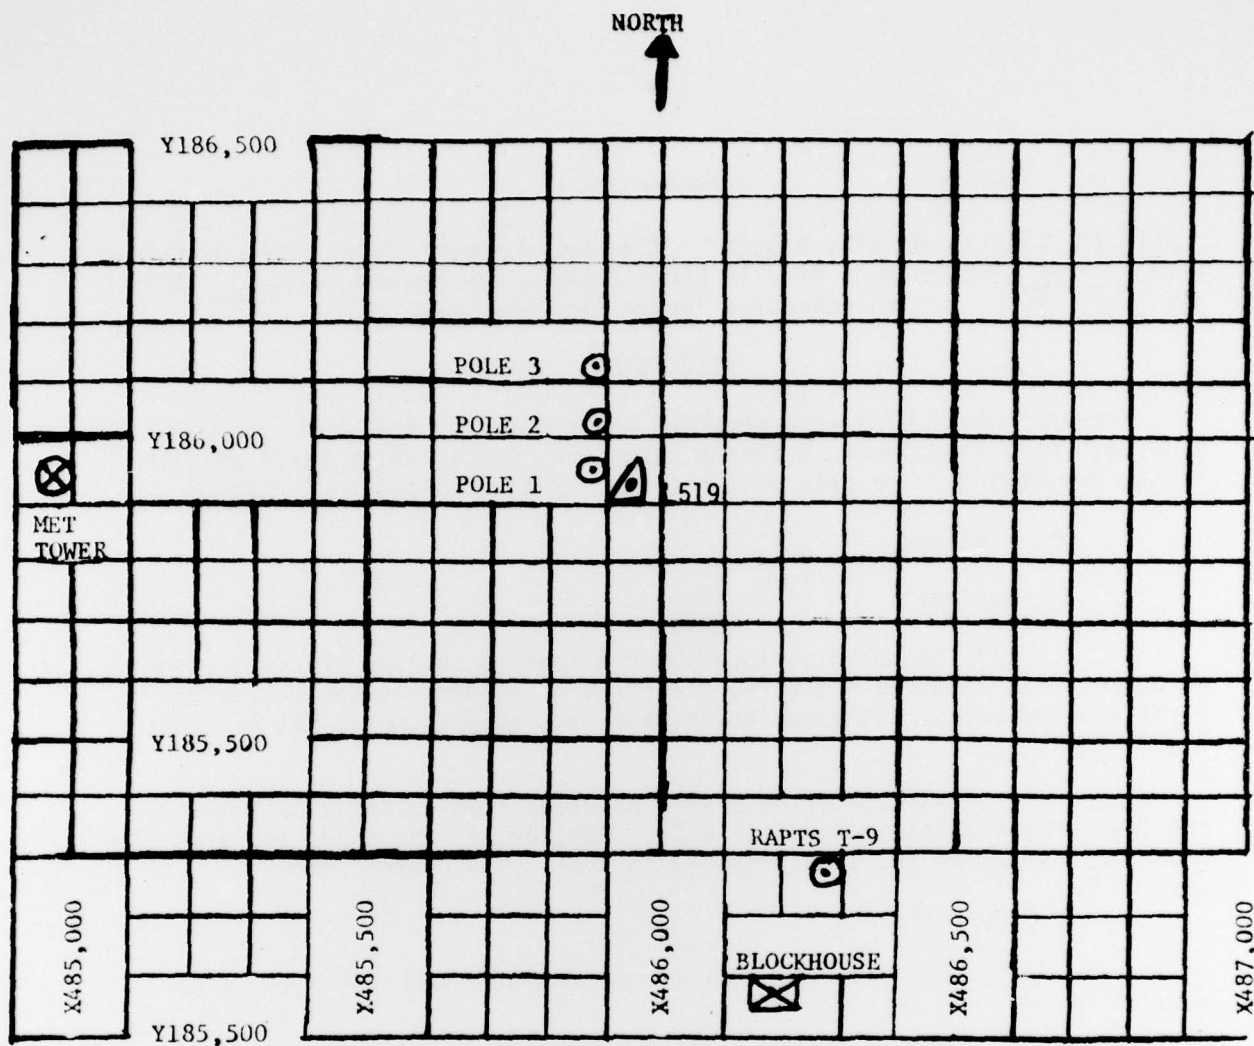 NORTH
Y186,500
POLE 3
POLE 2
Y186,000
POLE 1
L519
MET
TOWER
Y185,500
RAPTS T-9
X485,000
X485,500
X486,000
X486,500
X487,000
BLOCKHOUSE
Y185,500